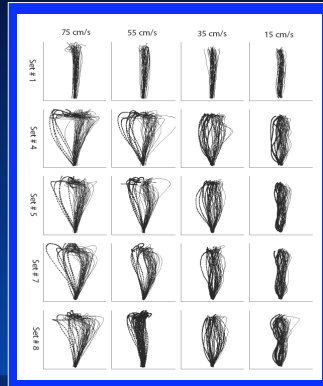 75 cm/s 55 cm/s 35 cm/s 15 cm/s
Set # 1
Set # 4
Set # 5
Set # 7
Set # 8